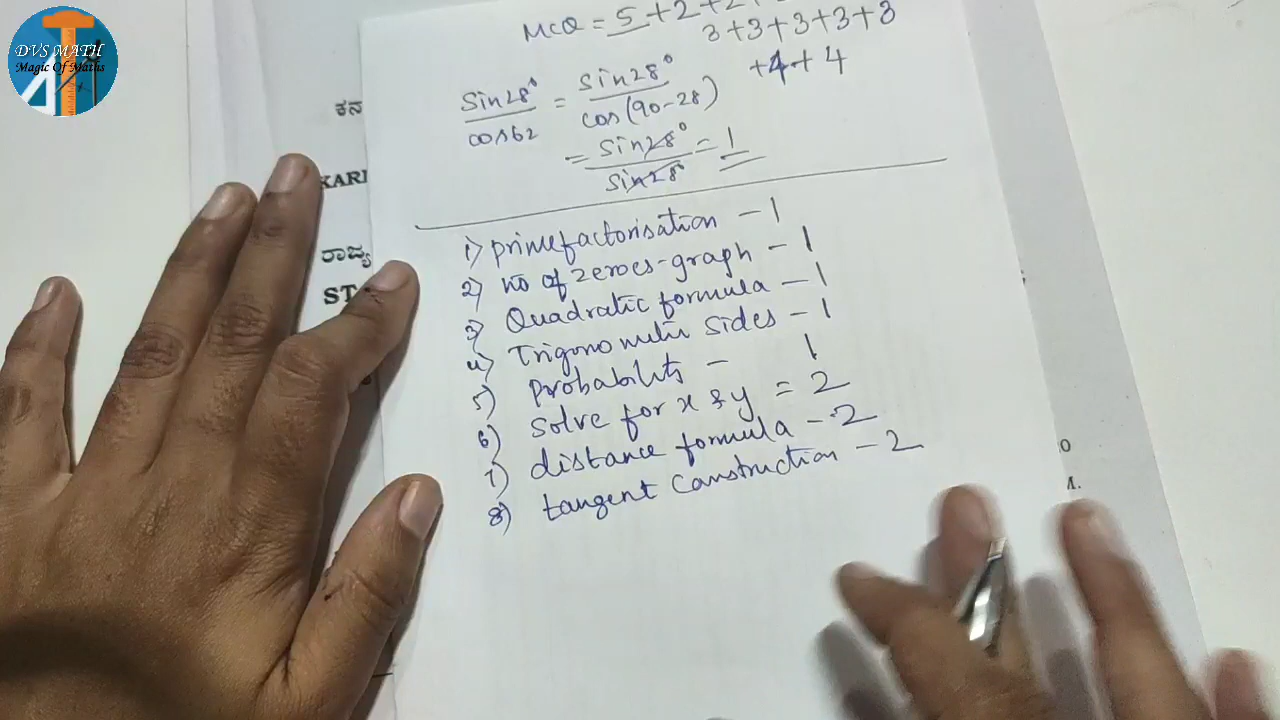 DVS MATH
Magic Of Maths
MCQ = 5 + 2 + 2
3 + 3 + 3 + 3 + 3
+ 4 + 4
sin28° / cos62 = sin28° / cos(90-28)
= sin28° / sin28° = 1
ಕನ
KAR
ರಾಜ್ಯ
ST
1) primefactorisation - 1
2) no of zeroes-graph - 1
3) Quadratic formula - 1
4) Trigonometric sides - 1
5) Probability - 1
6) solve for x & y = 2
7) distance formula - 2
8) tangent construction - 2